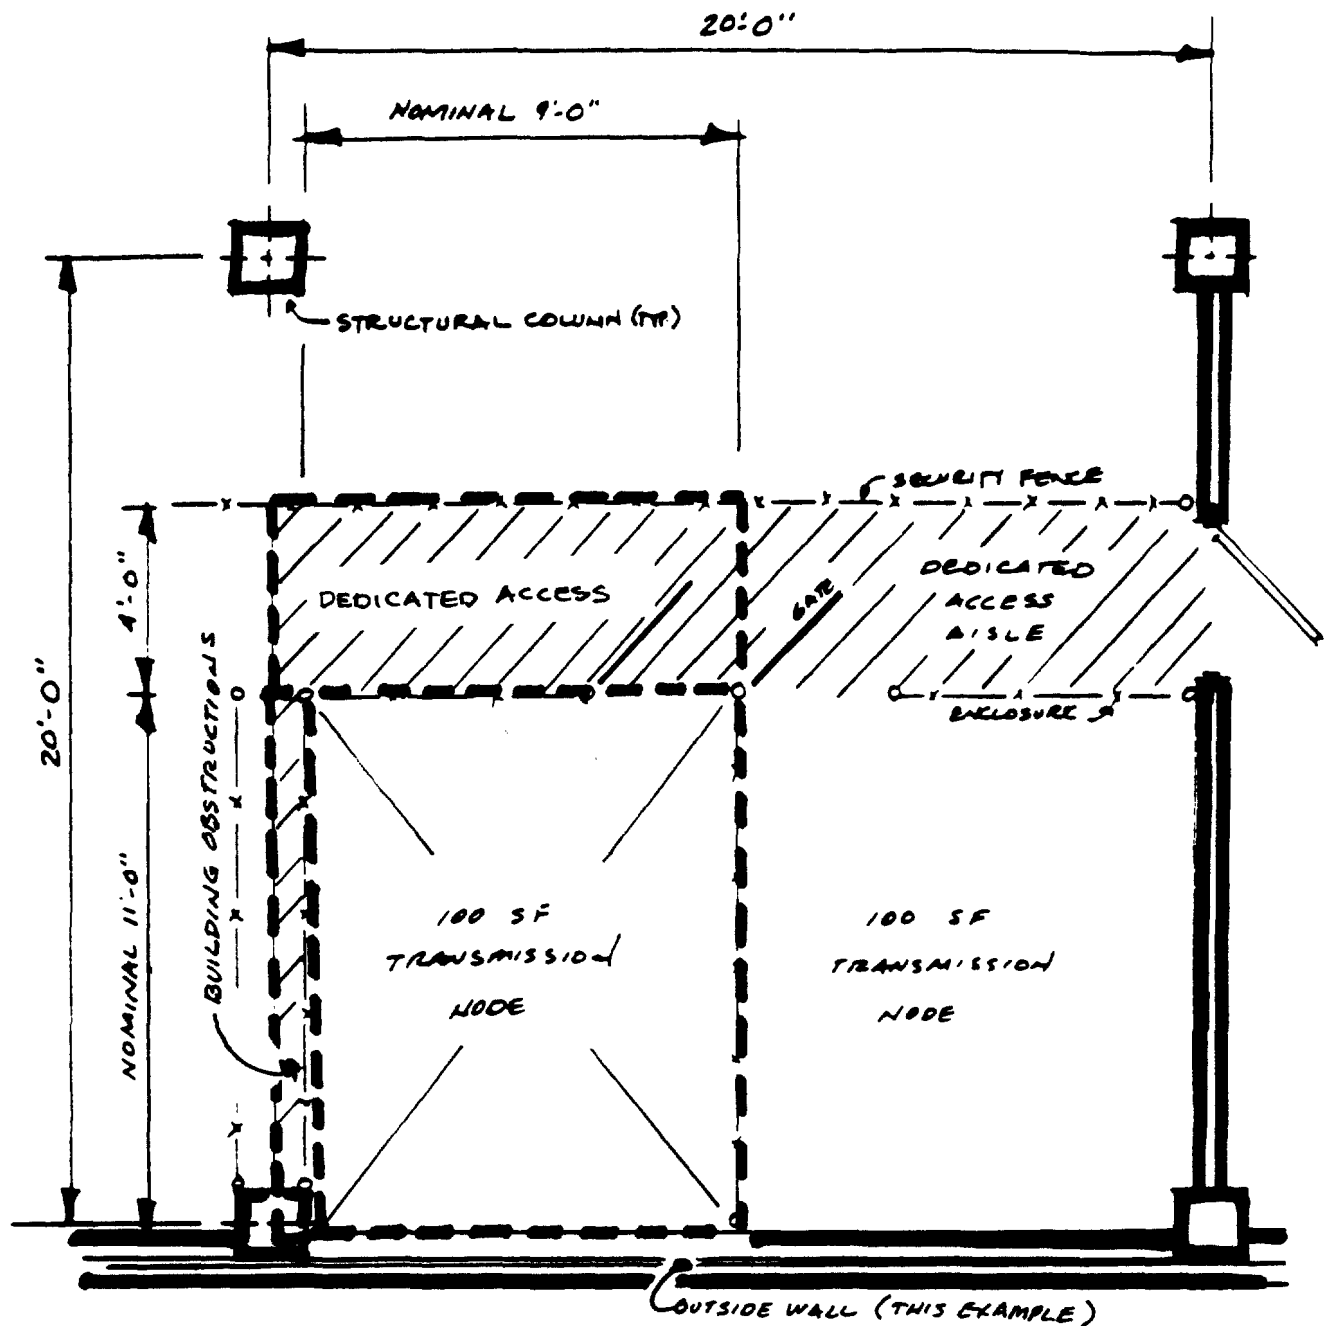 20'-0"
NOMINAL 9'-0"
STRUCTURAL COLUMN (TYP.)
SECURITY FENCE
4'-0"
DEDICATED ACCESS
GATE
DEDICATED
ACCESS
AISLE
20'-0"
BUILDING OBSTRUCTIONS
ENCLOSURE
NOMINAL 11'-0"
100 SF
TRANSMISSION
NODE
100 SF
TRANSMISSION
NODE
OUTSIDE WALL (THIS EXAMPLE)